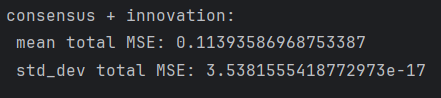 consensus + innovation:
mean total MSE: 0.11393586968753387
std_dev total MSE: 3.5381555418772973e-17